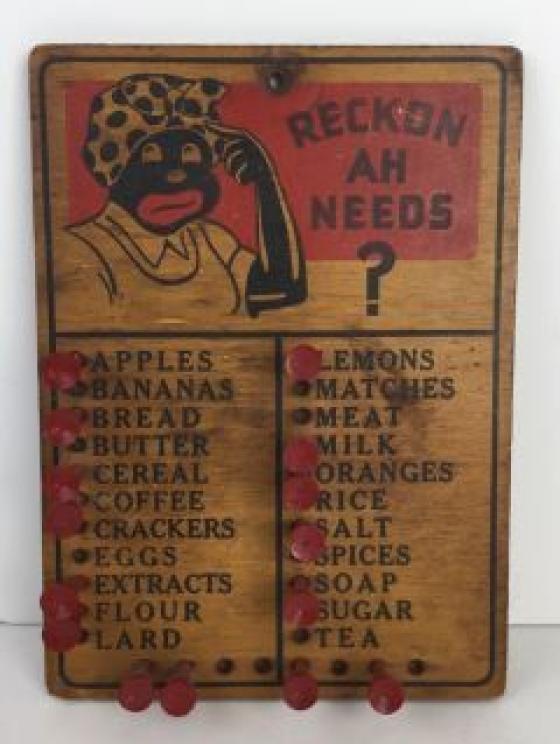 RECKON
AH
NEEDS
?
APPLES
BANANAS
BREAD
BUTTER
CEREAL
COFFEE
CRACKERS
EGGS
EXTRACTS
FLOUR
LARD
LEMONS
MATCHES
MEAT
MILK
ORANGES
RICE
SALT
SPICES
SOAP
SUGAR
TEA